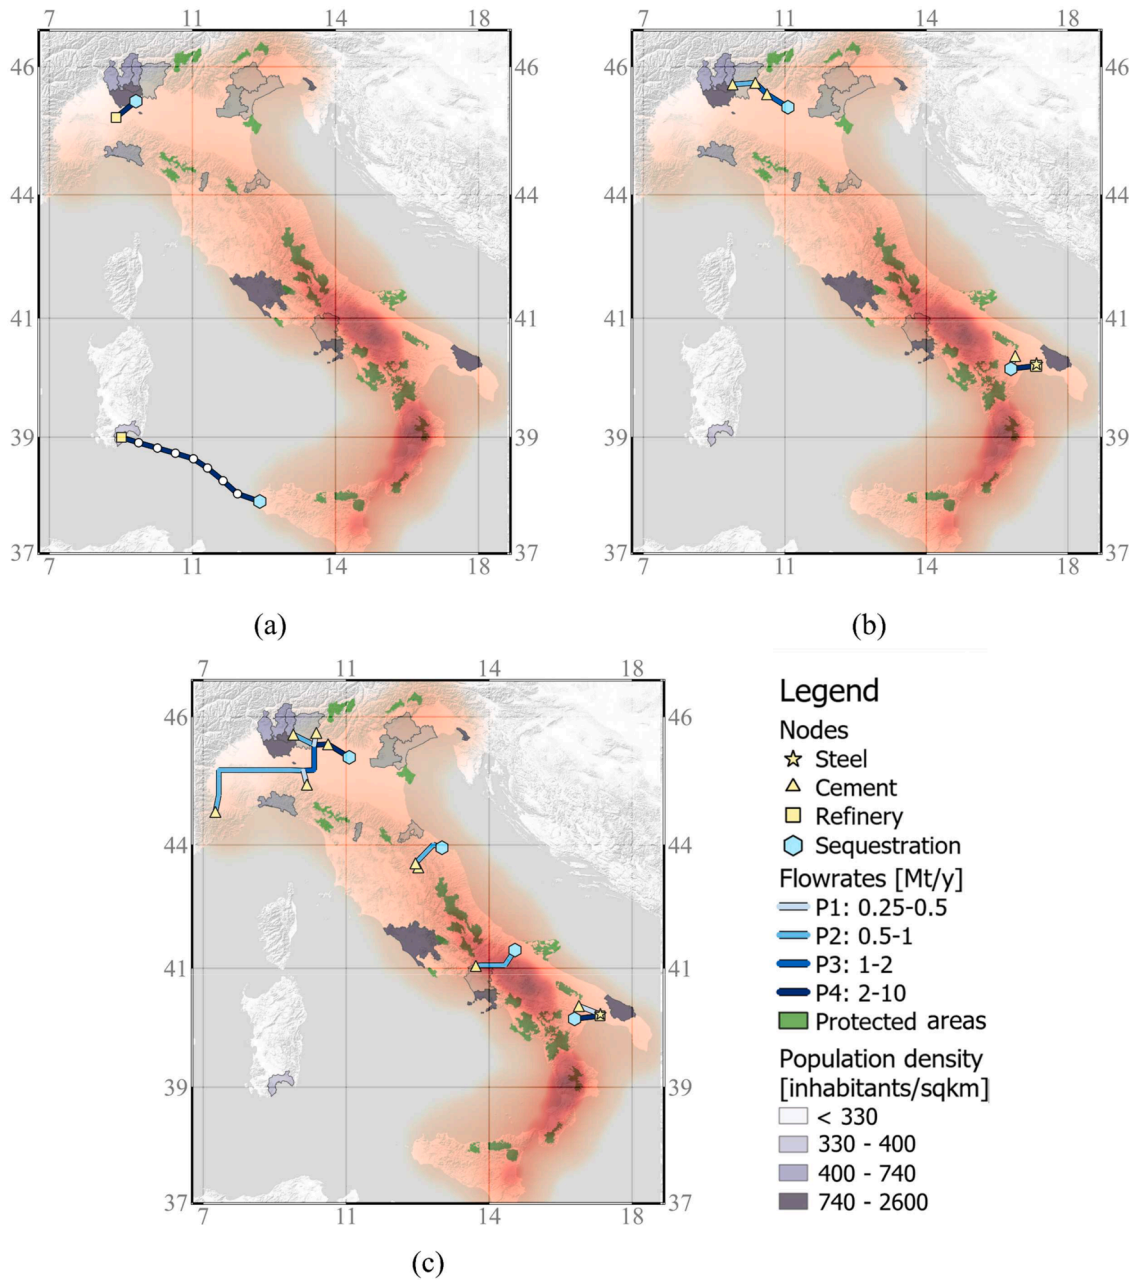 7 11 14 18
7 11 14 18
46 46
46 46
44 44
44 44
41 41
41 41
39 39
39 39
37 37
37 37
7 11 14 18
7 11 14 18
(a)
(b)
7 11 14 18
46 46
44 44
41 41
39 39
37 37
7 11 14 18
(c)
Legend
Nodes
Steel
Cement
Refinery
Sequestration
Flowrates [Mt/y]
P1: 0.25-0.5
P2: 0.5-1
P3: 1-2
P4: 2-10
Protected areas
Population density
[inhabitants/sqkm]
< 330
330 - 400
400 - 740
740 - 2600